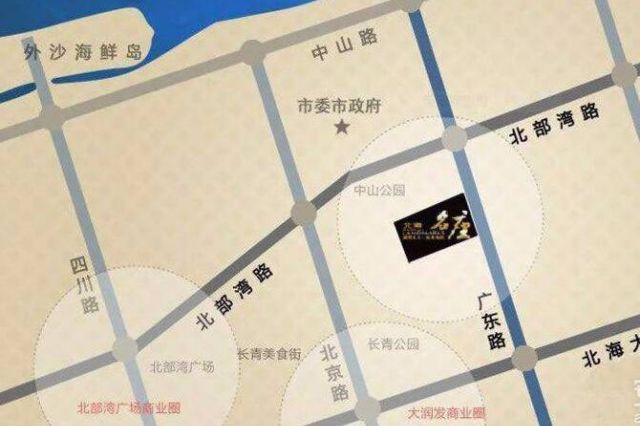 外沙海鲜岛
中山路
市委市政府
北部湾路
中山公园
北海
名座
四川路
北部湾路
广东路
北部湾广场
长青美食街
长青公园
北海大
北京路
北部湾广场商业圈
大润发商业圈